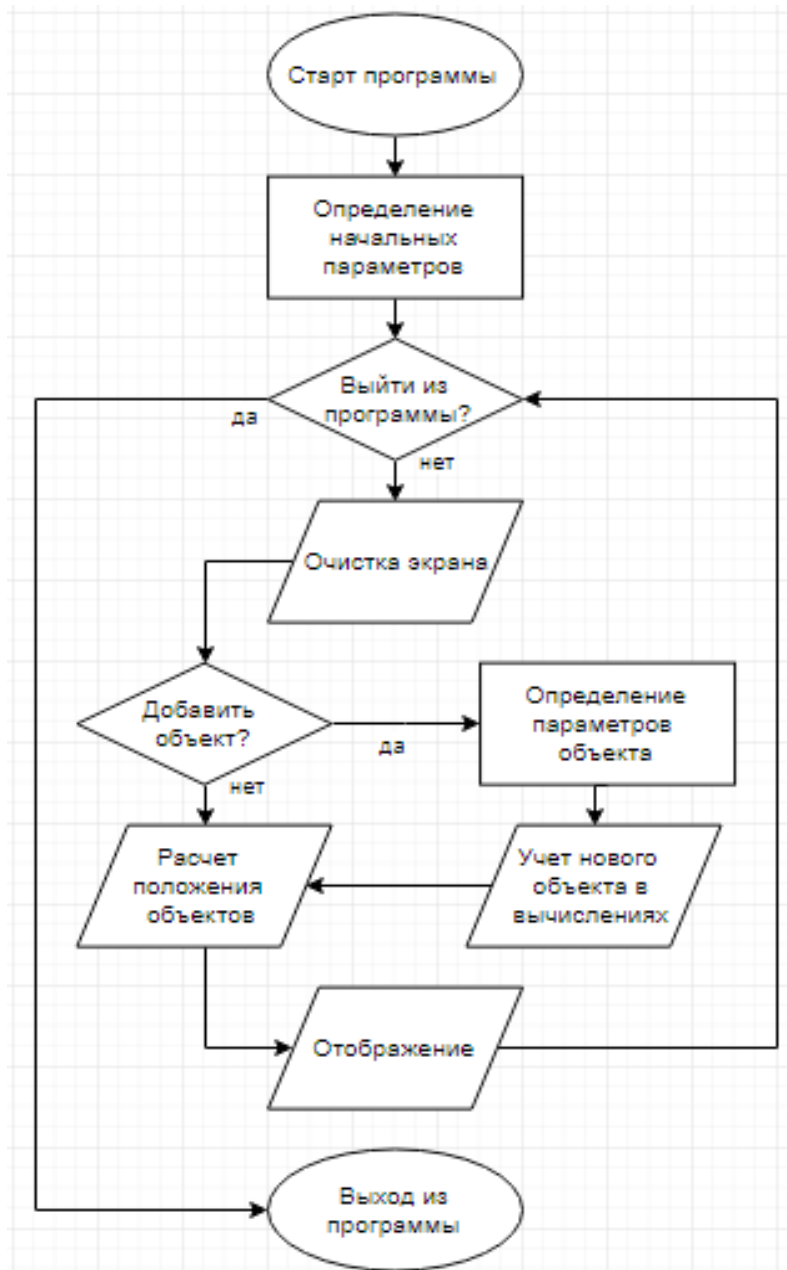 Старт программы
Определение
начальных
параметров
Выйти из
программы?
да
нет
Очистка экрана
Добавить
объект?
да
нет
Определение
параметров
объекта
Расчет
положения
объектов
Учет нового
объекта в
вычислениях
Отображение
Выход из
программы